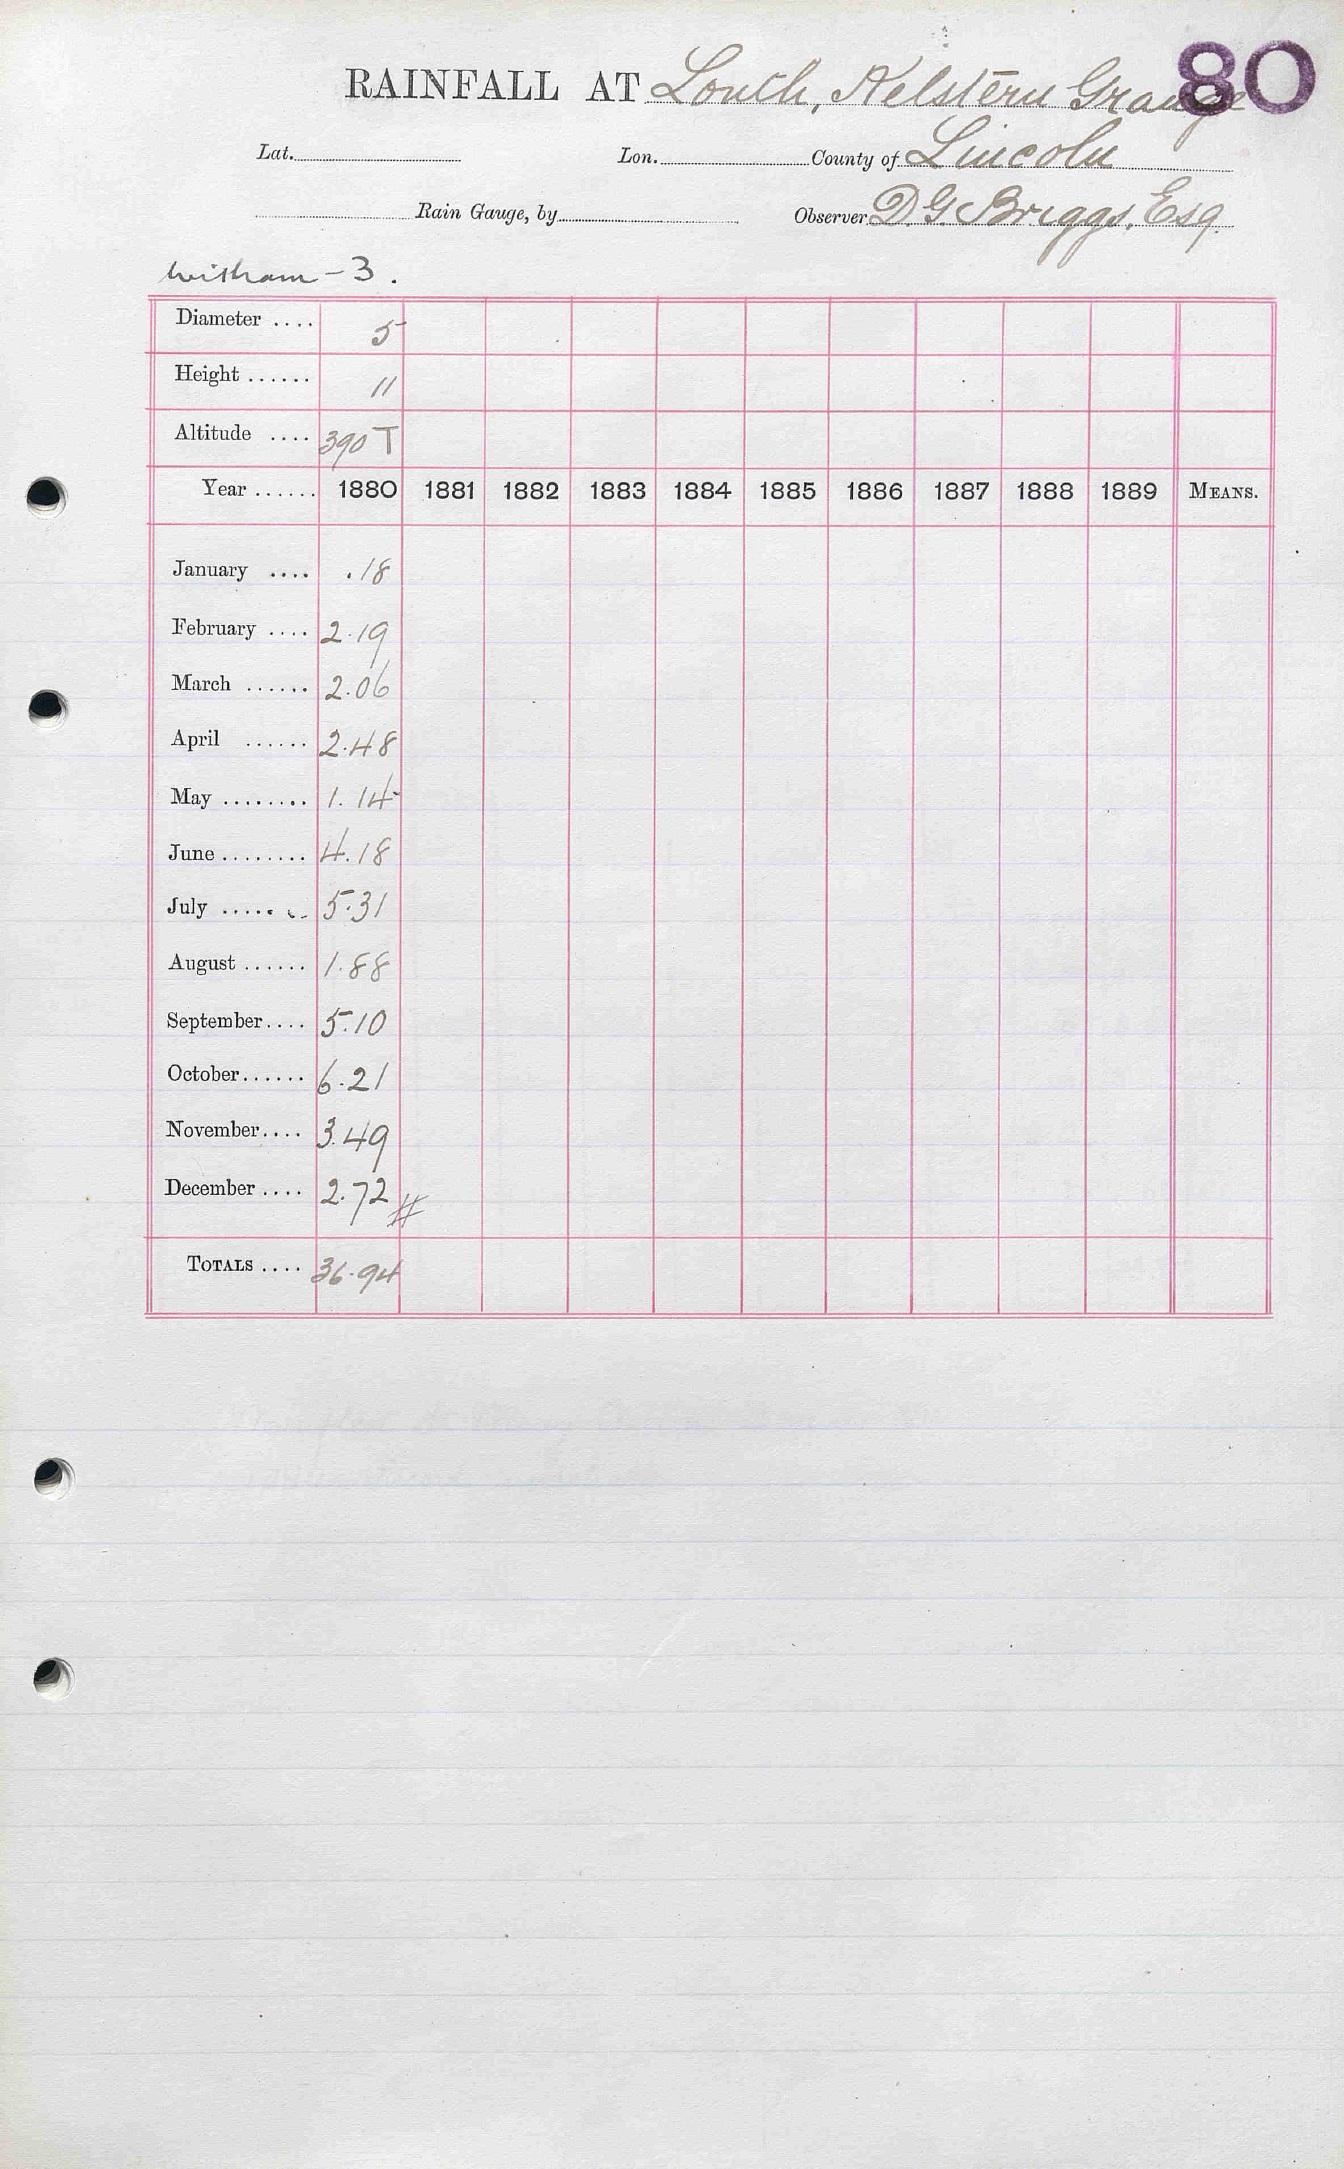 80
RAINFALL AT Louth, Kelstern Grange
Lat. Lon. County of Lincoln
Rain Gauge, by Observer D. G. Briggs, Esq.
Witham - 3.
Diameter .... 5
Height ...... 11
Altitude .... 390 T
Year ...... 1880 1881 1882 1883 1884 1885 1886 1887 1888 1889 MEANS.
January .... .18
February .... 2.19
March ...... 2.06
April ...... 2.48
May ........ 1.14
June ........ 4.18
July ........ 5.31
August ...... 1.88
September .... 5.10
October ...... 6.21
November .... 3.49
December .... 2.72 #
TOTALS .... 36.94